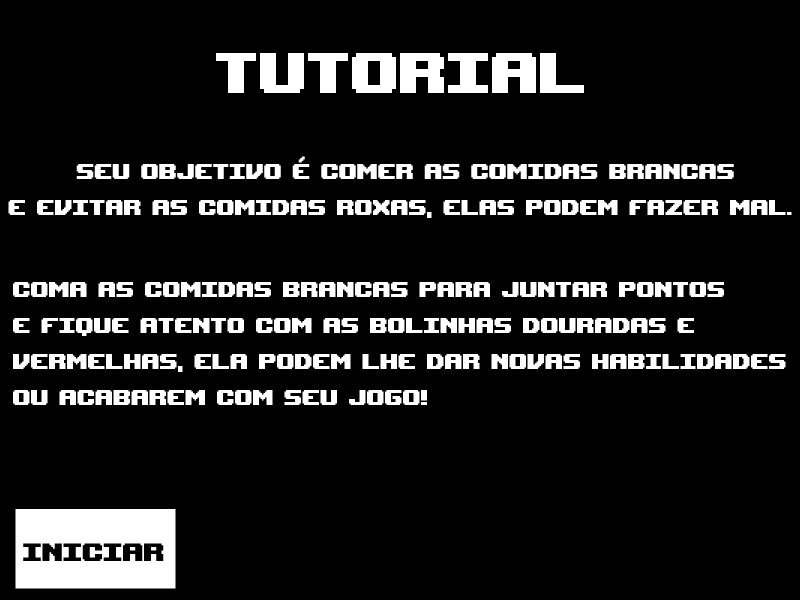 TUTORIAL
SEU OBJETIVO É COMER AS COMIDAS BRANCAS
E EVITAR AS COMIDAS ROXAS, ELAS PODEM FAZER MAL.
COMA AS COMIDAS BRANCAS PARA JUNTAR PONTOS
E FIQUE ATENTO COM AS BOLINHAS DOURADAS E
VERMELHAS, ELA PODEM LHE DAR NOVAS HABILIDADES
OU ACABAREM COM SEU JOGO!
INICIAR